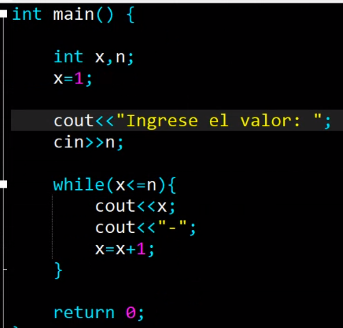 int main() {
int x,n;
x=1;
cout<<"Ingrese el valor: ";
cin>>n;
while(x<=n){
cout<<x;
cout<<"-";
x=x+1;
}
return 0;